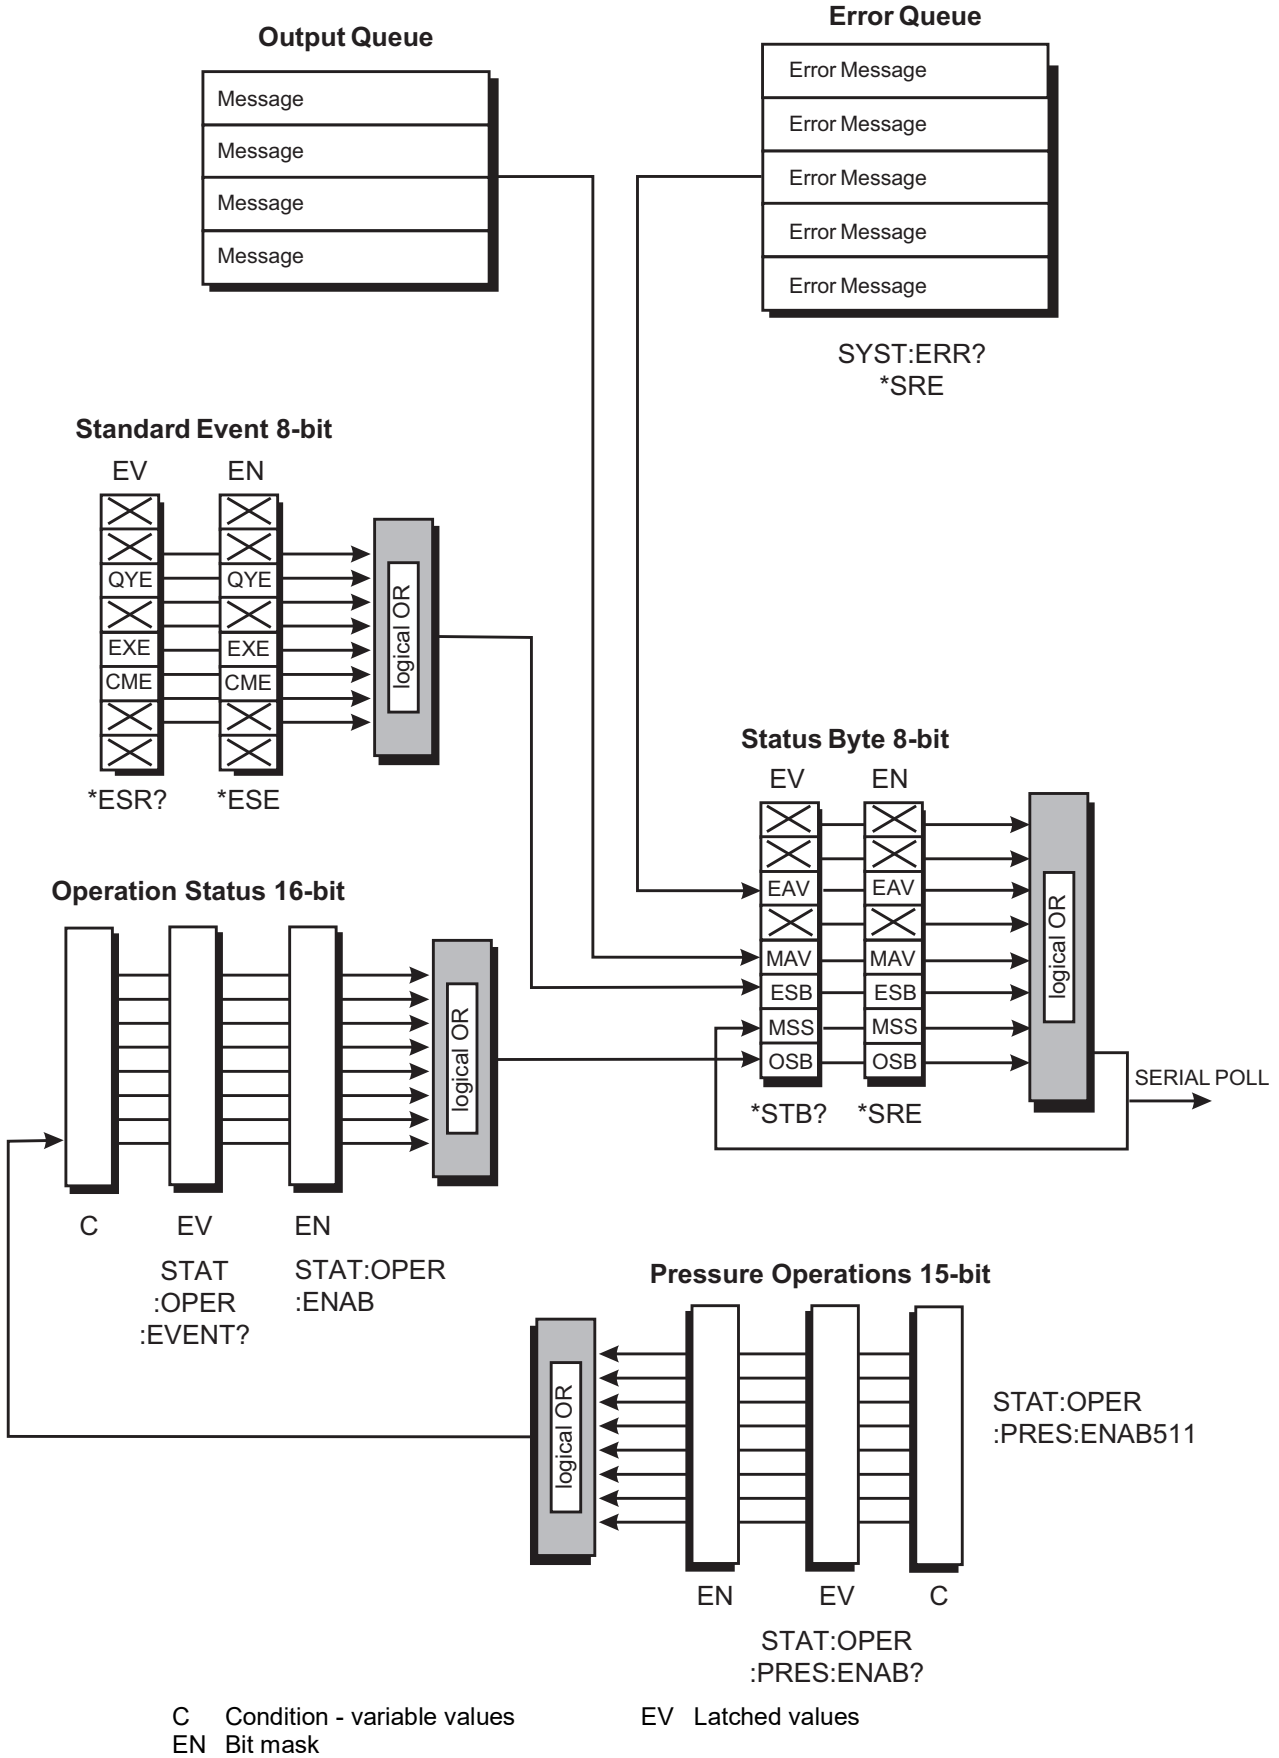 Output Queue
Message
Message
Message
Message
Error Queue
Error Message
Error Message
Error Message
Error Message
Error Message
SYST:ERR?
*SRE
Standard Event 8-bit
EV EN
QYE QYE
EXE EXE
CME CME
logical OR
*ESR? *ESE
Status Byte 8-bit
EV EN
EAV EAV
MAV MAV
ESB ESB
MSS MSS
OSB OSB
logical OR
*STB? *SRE
SERIAL POLL
Operation Status 16-bit
logical OR
C EV EN
STAT
:OPER
:EVENT?
STAT:OPER
:ENAB
Pressure Operations 15-bit
logical OR
STAT:OPER
:PRES:ENAB511
EN EV C
STAT:OPER
:PRES:ENAB?
C Condition - variable values
EV Latched values
EN Bit mask